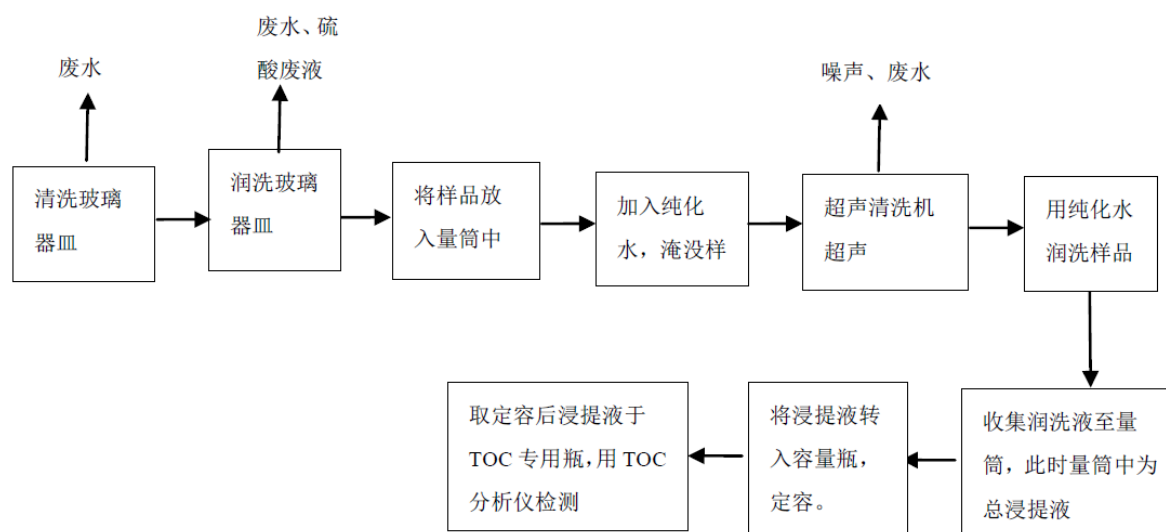 废水
废水、硫
酸废液
噪声、废水
清洗玻璃
器皿
润洗玻璃
器皿
将样品放
入量筒中
加入纯化
水，淹没样
超声清洗机
超声
用纯化水
润洗样品
收集润洗液至量
筒，此时量筒中为
总浸提液
将浸提液转
入容量瓶，
定容。
取定容后浸提液于
TOC 专用瓶，用 TOC
分析仪检测